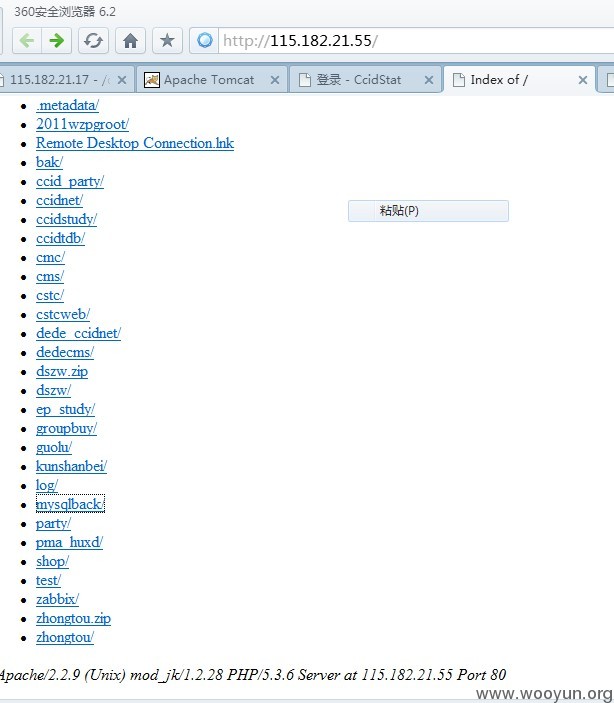 360安全浏览器 6.2
http://115.182.21.55/
115.182.21.17 - /
Apache Tomcat
登录 - CcidStat
Index of /
.metadata/
2011wzpgroot/
Remote Desktop Connection.lnk
bak/
ccid_party/
ccidnet/
ccidstudy/
ccidtdb/
cmc/
cms/
cstc/
cstcweb/
dede_ccidnet/
dedecms/
dszw.zip
dszw/
ep_study/
groupbuy/
guolu/
kunshanbei/
log/
mysqlback/
party/
pma_huxd/
shop/
test/
zabbix/
zhongtou.zip
zhongtou/
粘贴(P)
Apache/2.2.9 (Unix) mod_jk/1.2.28 PHP/5.3.6 Server at 115.182.21.55 Port 80
www.wooyun.org